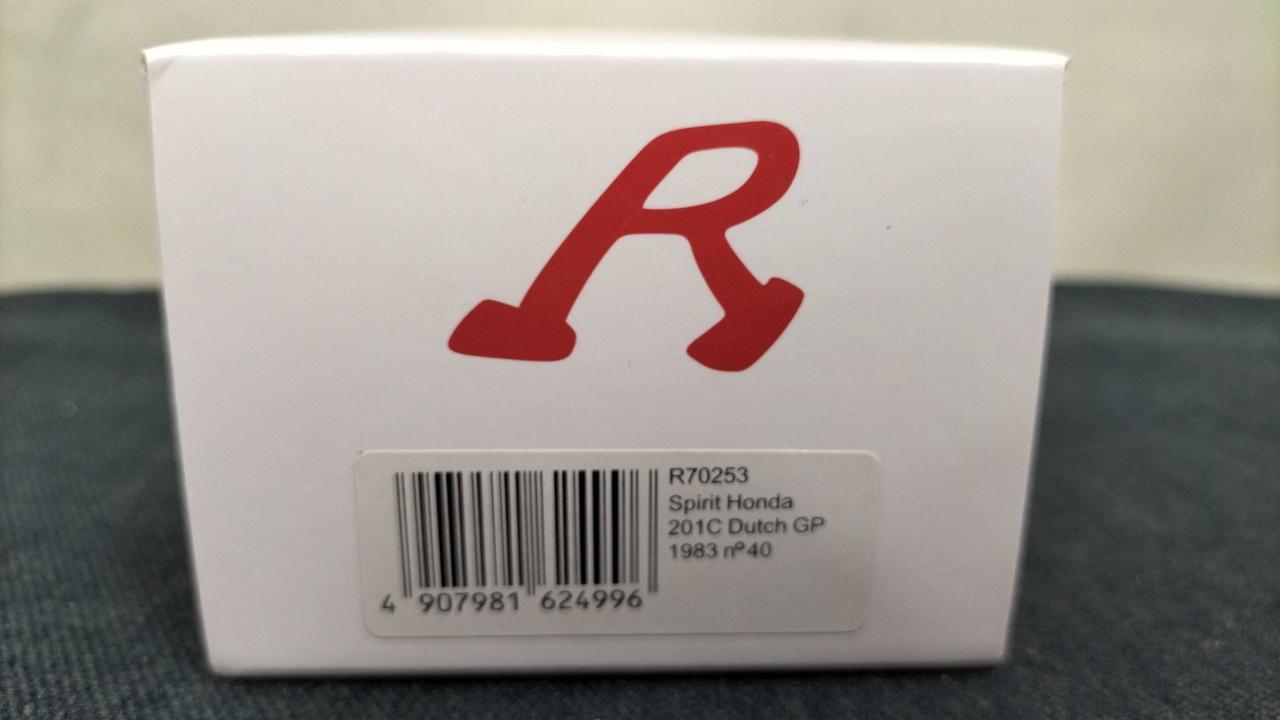 R
R70253
Spirit Honda
201C Dutch GP
1983 nº40
4 907981 624996